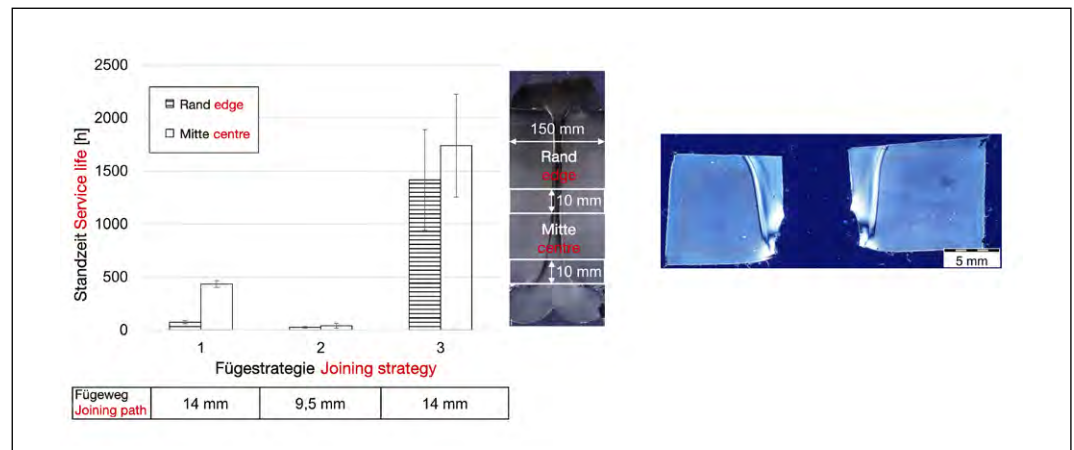 2500
2000
1500
1000
500
0
Standzeit Service life [h]
Rand edge
Mitte centre
1 2 3
Fügestrategie Joining strategy
Fügeweg
Joining path
14 mm 9,5 mm 14 mm
150 mm
Rand
edge
10 mm
Mitte
centre
10 mm
5 mm